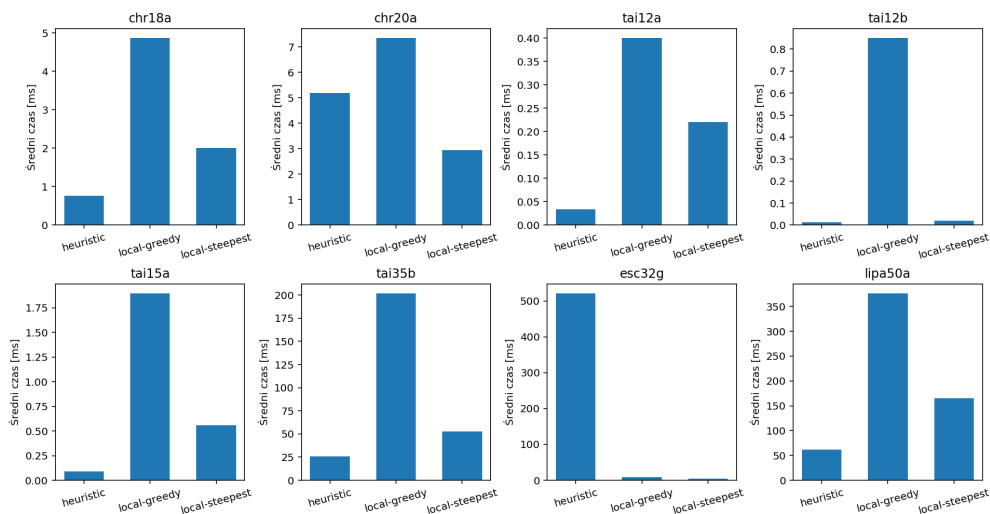 chr18a
Średni czas [ms]
5
4
3
2
1
0
heuristic local-greedy local-steepest
chr20a
Średni czas [ms]
7
6
5
4
3
2
1
0
heuristic local-greedy local-steepest
tai12a
Średni czas [ms]
0.40
0.35
0.30
0.25
0.20
0.15
0.10
0.05
0.00
heuristic local-greedy local-steepest
tai12b
Średni czas [ms]
0.8
0.7
0.6
0.5
0.4
0.3
0.2
0.1
0.0
heuristic local-greedy local-steepest
tai15a
Średni czas [ms]
1.75
1.50
1.25
1.00
0.75
0.50
0.25
0.00
heuristic local-greedy local-steepest
tai35b
Średni czas [ms]
200
175
150
125
100
75
50
25
0
heuristic local-greedy local-steepest
esc32g
Średni czas [ms]
500
400
300
200
100
0
heuristic local-greedy local-steepest
lipa50a
Średni czas [ms]
350
300
250
200
150
100
50
0
heuristic local-greedy local-steepest